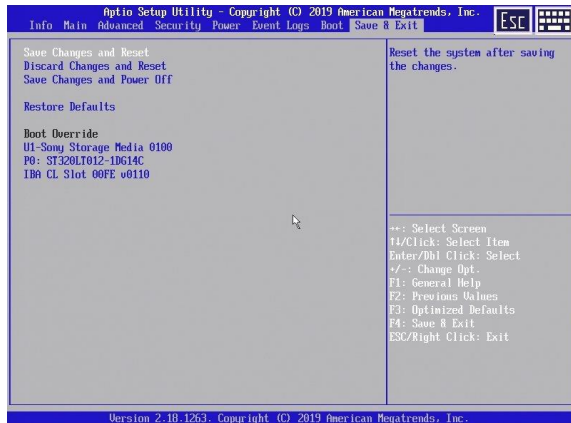 Aptio Setup Utility - Copyright (C) 2019 American Megatrends, Inc.
Info Main Advanced Security Power Event Logs Boot Save & Exit
Esc
Save Changes and Reset
Discard Changes and Reset
Save Changes and Power Off
Restore Defaults
Boot Override
U1-Sony Storage Media 0100
P0: ST320LT012-1DG14C
IBA CL Slot 00FE v0110
Reset the system after saving
the changes.
→←: Select Screen
↑↓/Click: Select Item
Enter/Dbl Click: Select
+/-: Change Opt.
F1: General Help
F2: Previous Values
F3: Optimized Defaults
F4: Save & Exit
ESC/Right Click: Exit
Version 2.18.1263. Copyright (C) 2019 American Megatrends, Inc.